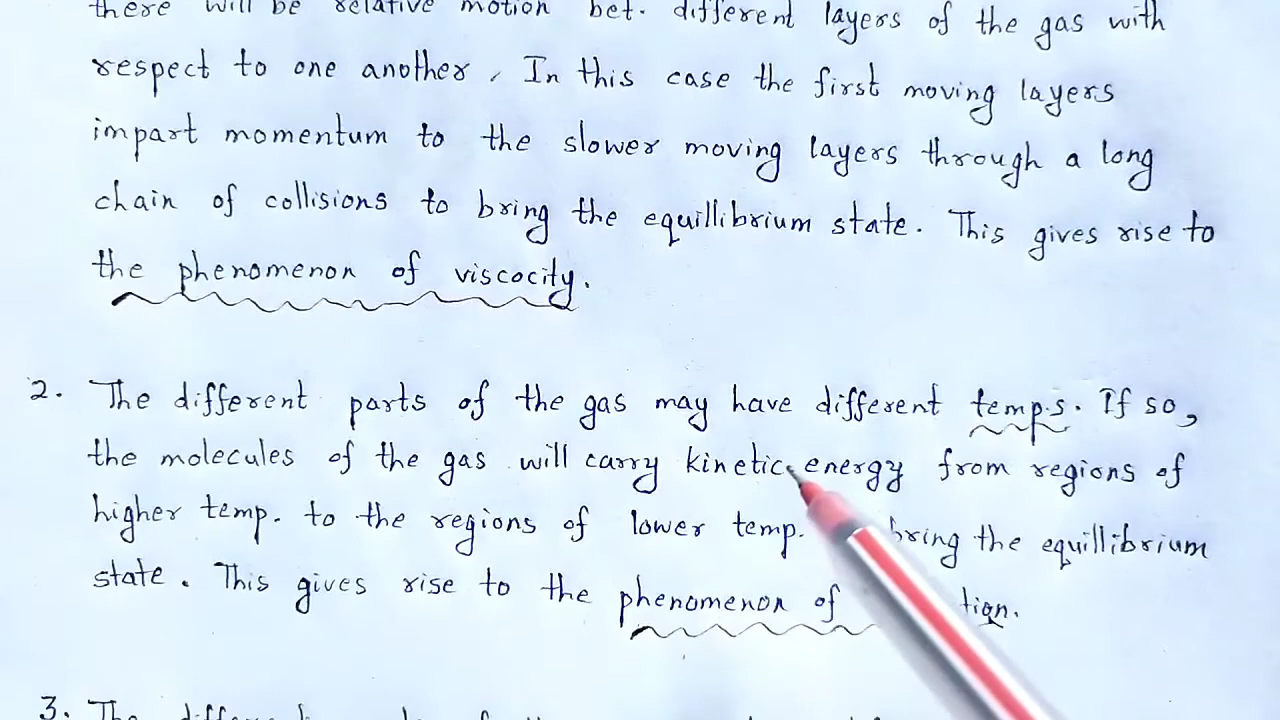 there will be relative motion bet. different layers of the gas with
respect to one another. In this case the first moving layers
impart momentum to the slower moving layers through a long
chain of collisions to bring the equillibrium state. This gives rise to
the phenomenon of viscocity.
2. The different parts of the gas may have different temps. If so,
the molecules of the gas will carry kinetic energy from regions of
higher temp. to the regions of lower temp. bring the equillibrium
state. This gives rise to the phenomenon of tion.
3. The